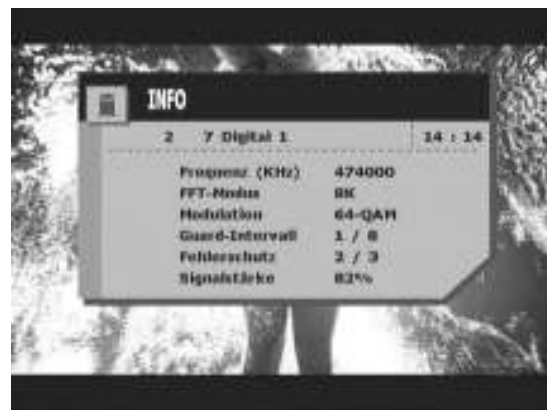 INFO
2 7 Digital 1 14 : 14
Frequenz (KHz) 474000
FFT-Modus 8K
Modulation 64-QAM
Guard-Intervall 1 / 8
Fehlerschutz 2 / 3
Signalstärke 82%